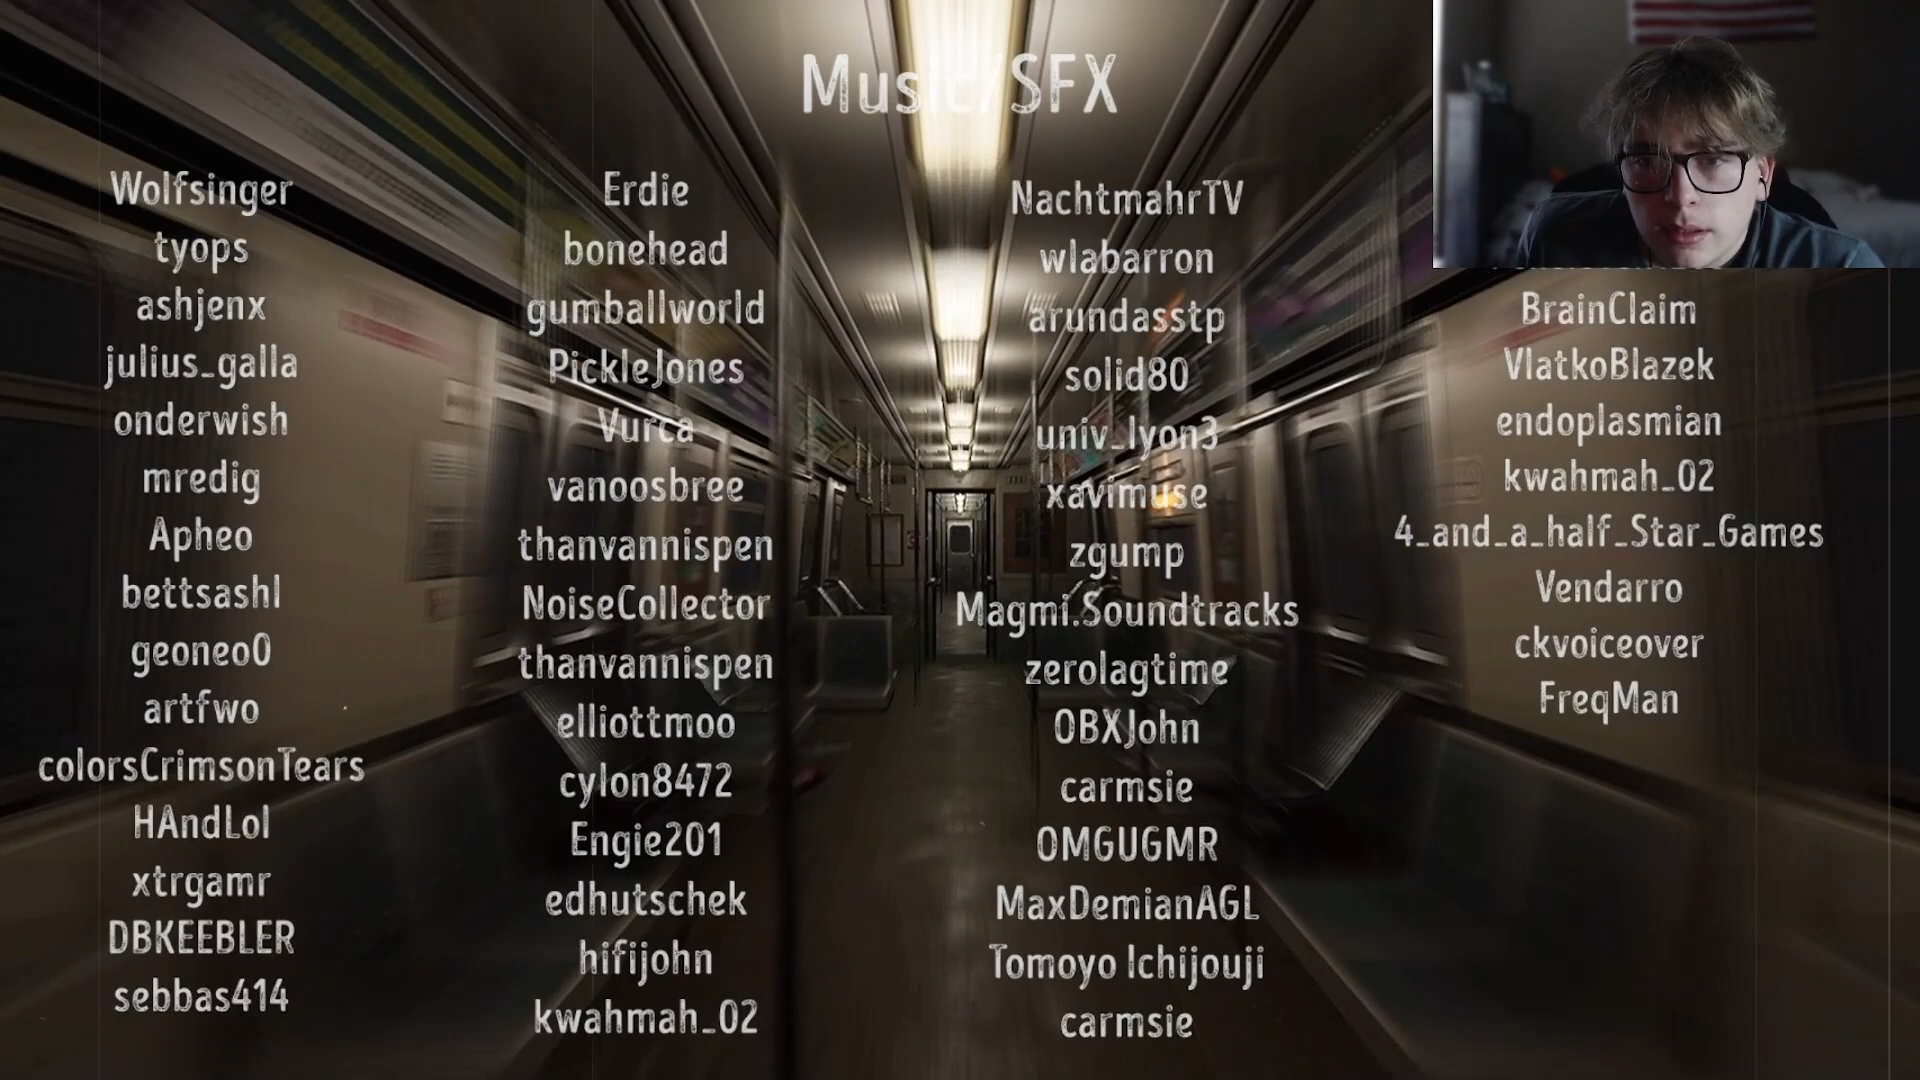 Music/SFX
Wolfsinger
tyops
ashjenx
julius_galla
onderwish
mredig
Apheo
bettsashl
geoneo0
artfwo
colorsCrimsonTears
HAndLol
xtrgamr
DBKEEBLER
sebbas414
Erdie
bonehead
gumballworld
PickleJones
Vurca
vanoosbree
thanvannispen
NoiseCollector
thanvannispen
elliottmoo
cylon8472
Engie201
edhutschek
hifijohn
kwahmah_02
NachtmahrTV
wlabarron
arundasstp
solid80
univ_lyon3
xavimuse
zgump
Magmi.Soundtracks
zerolagtime
OBXJohn
carmsie
OMGUGMR
MaxDemianAGL
Tomoyo Ichijouji
carmsie
BrainClaim
VlatkoBlazek
endoplasmian
kwahmah_02
4_and_a_half_Star_Games
Vendarro
ckvoiceover
FreqMan